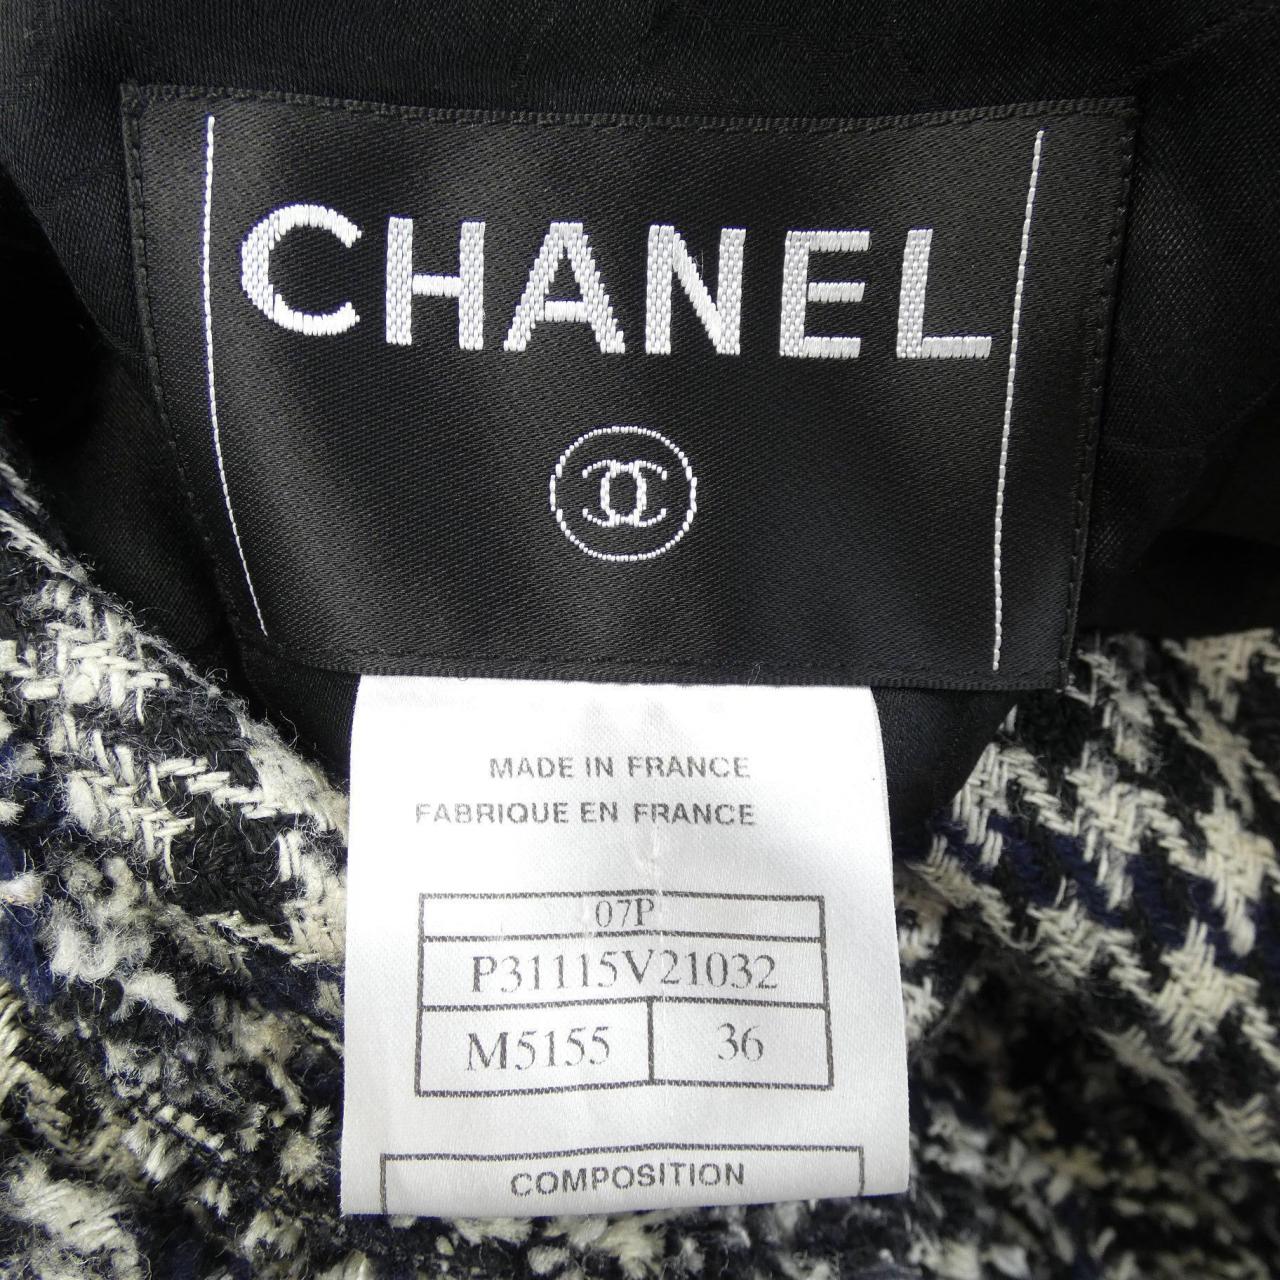 CHANEL
MADE IN FRANCE
FABRIQUE EN FRANCE
07P
P31115V21032
M5155 36
COMPOSITION